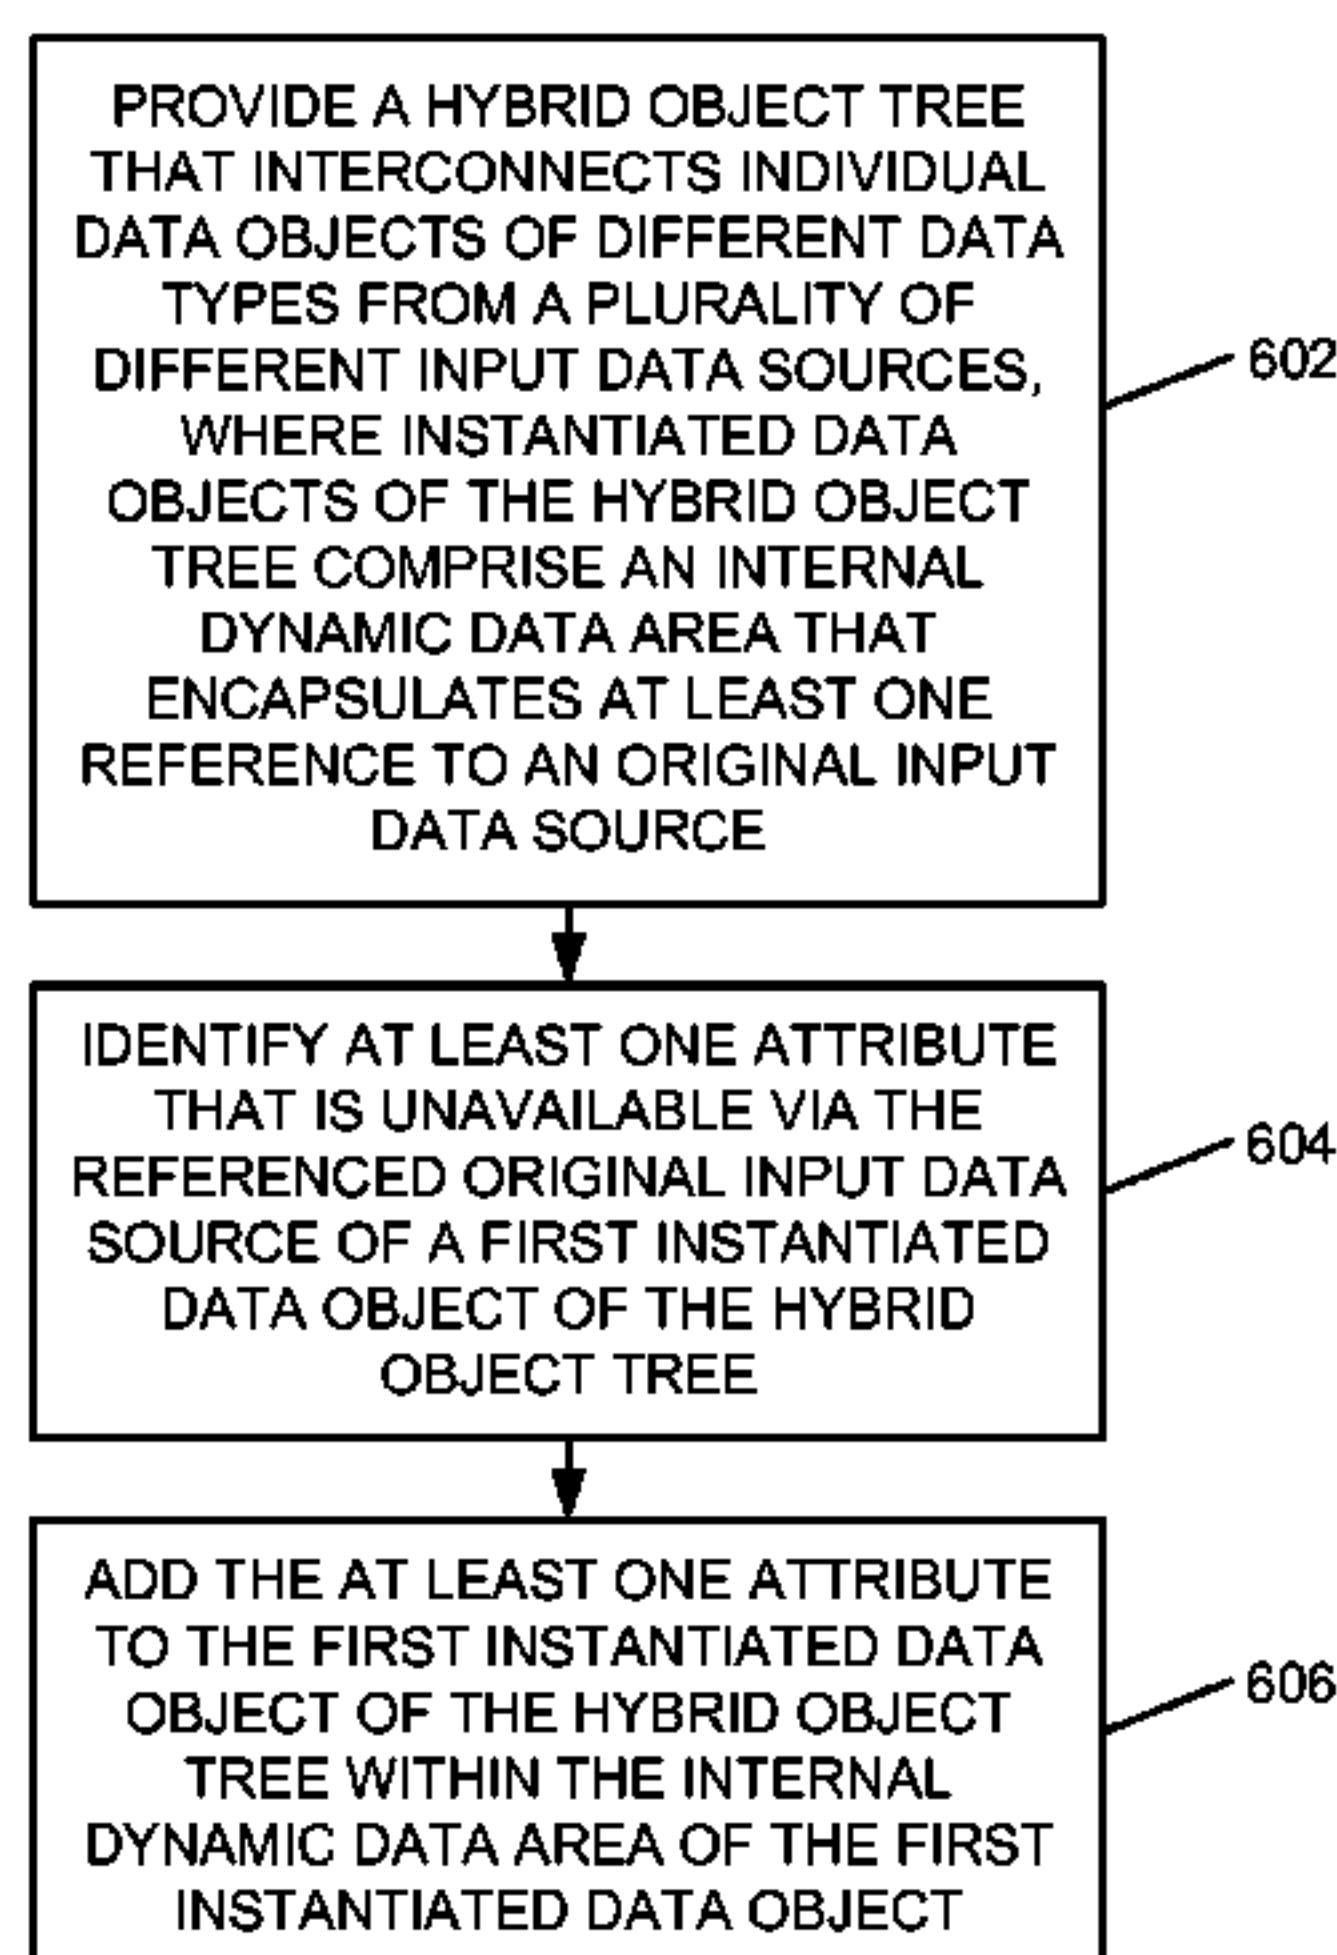 PROVIDE A HYBRID OBJECT TREE
THAT INTERCONNECTS INDIVIDUAL
DATA OBJECTS OF DIFFERENT DATA
TYPES FROM A PLURALITY OF
DIFFERENT INPUT DATA SOURCES,
WHERE INSTANTIATED DATA
OBJECTS OF THE HYBRID OBJECT
TREE COMPRISE AN INTERNAL
DYNAMIC DATA AREA THAT
ENCAPSULATES AT LEAST ONE
REFERENCE TO AN ORIGINAL INPUT
DATA SOURCE
602
IDENTIFY AT LEAST ONE ATTRIBUTE
THAT IS UNAVAILABLE VIA THE
REFERENCED ORIGINAL INPUT DATA
SOURCE OF A FIRST INSTANTIATED
DATA OBJECT OF THE HYBRID
OBJECT TREE
604
ADD THE AT LEAST ONE ATTRIBUTE
TO THE FIRST INSTANTIATED DATA
OBJECT OF THE HYBRID OBJECT
TREE WITHIN THE INTERNAL
DYNAMIC DATA AREA OF THE FIRST
INSTANTIATED DATA OBJECT
606